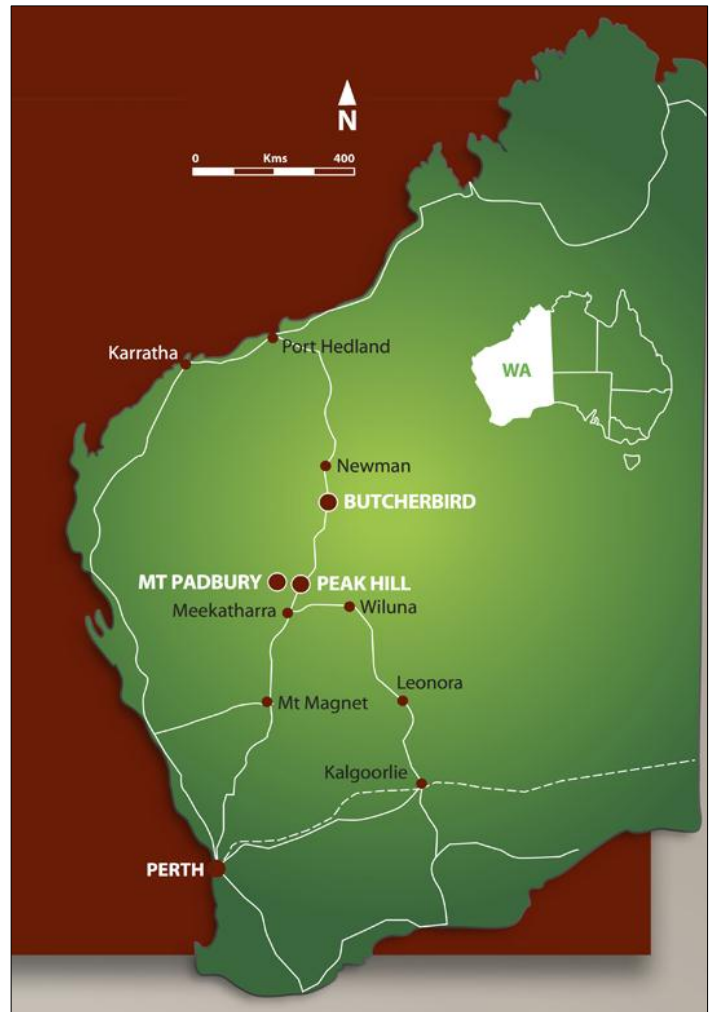 N
0 Kms 400
WA
Karratha
Port Hedland
Newman
BUTCHERBIRD
MT PADBURY
PEAK HILL
Meekatharra
Wiluna
Leonora
Mt Magnet
Kalgoorlie
PERTH